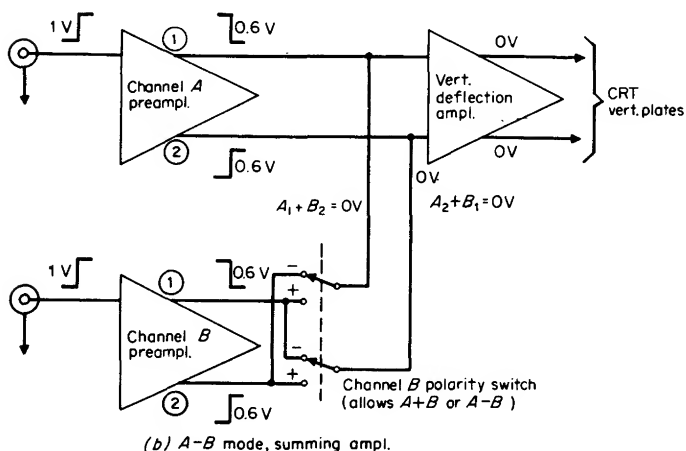 1 V
0.6 V
1
Channel A
preampl.
2
0.6 V
0V
Vert.
deflection
ampl.
0V
CRT
vert. plates
0V
A₁ + B₂ = 0V
A₂ + B₁ = 0V
1 V
0.6 V
1
Channel B
preampl.
2
0.6 V
−
+
−
+
Channel B polarity switch
(allows A+B or A−B )
(b) A−B mode, summing ampl.